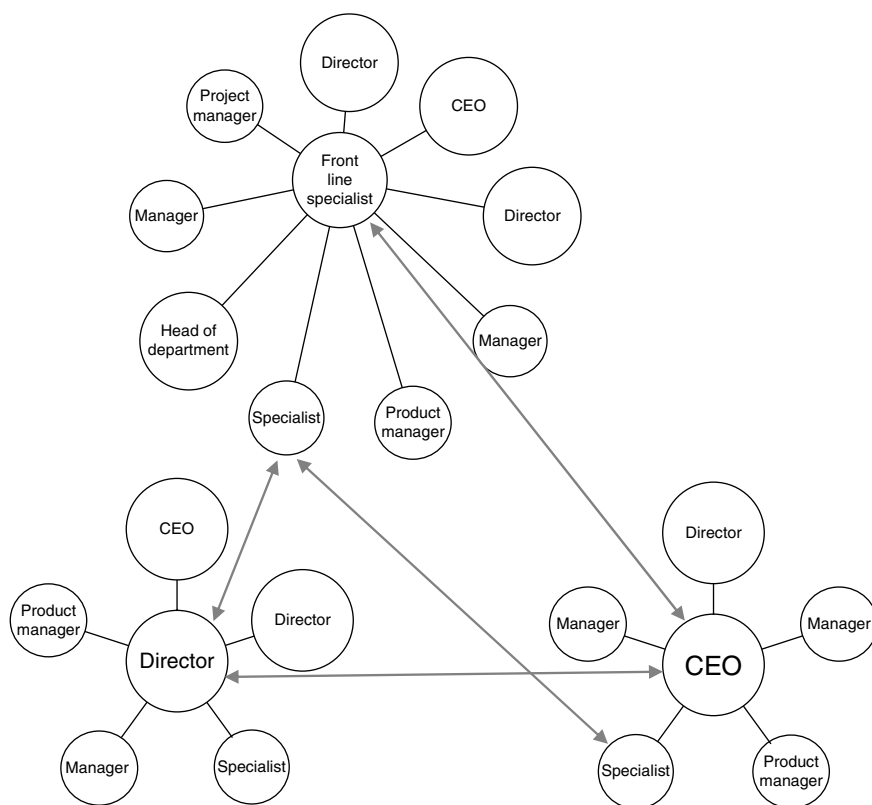 Director
Project
manager
CEO
Front
line
specialist
Manager
Director
Head of
department
Manager
Specialist
Product
manager
CEO
Director
Product
manager
Director
Manager
Manager
Director
CEO
Manager
Specialist
Specialist
Product
manager